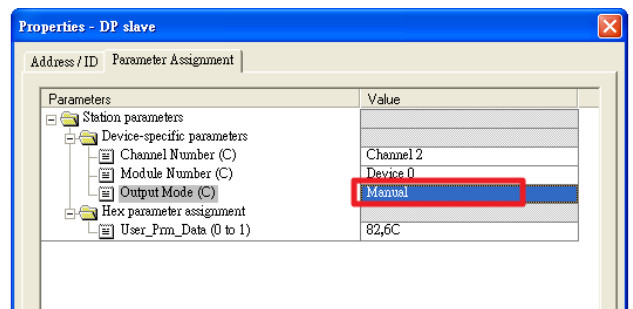 Properties - DP slave
Address / ID Parameter Assignment
Parameters Value
Station parameters
Device-specific parameters
Channel Number (C) Channel 2
Module Number (C) Device 0
Output Mode (C) Manual
Hex parameter assignment
User_Prm_Data (0 to 1) 82,6C